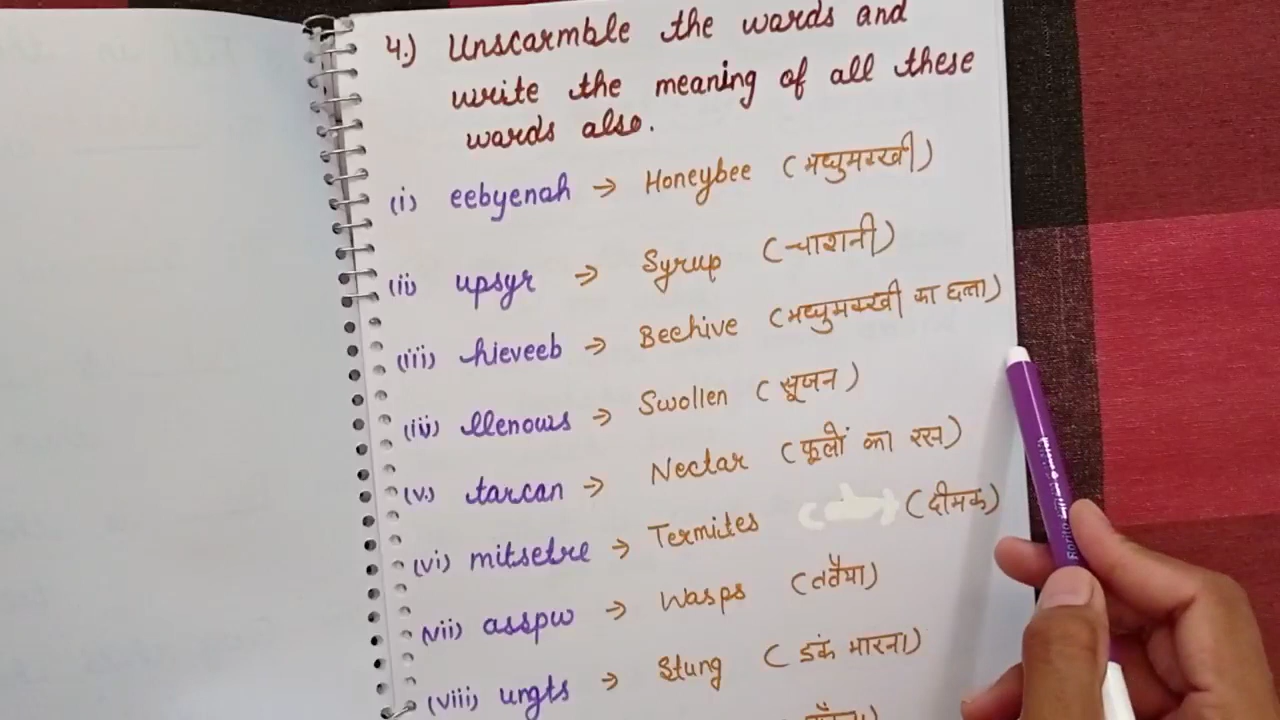 4.) Unscarmble the words and
write the meaning of all these
words also.
(i) eebyenah → Honeybee (मधुमक्खी)
(ii) upsyr → Syrup (चाशनी)
(iii) hieveeb → Beehive (मधुमक्खी का छत्ता)
(iv) llenows → Swollen (सूजन)
(v) tarcan → Nectar (फूलों का रस)
(vi) mitsetre → Termites (दीमक)
(vii) asspw → Wasps (ततैया)
(viii) urgts → Stung (डंक मारना)